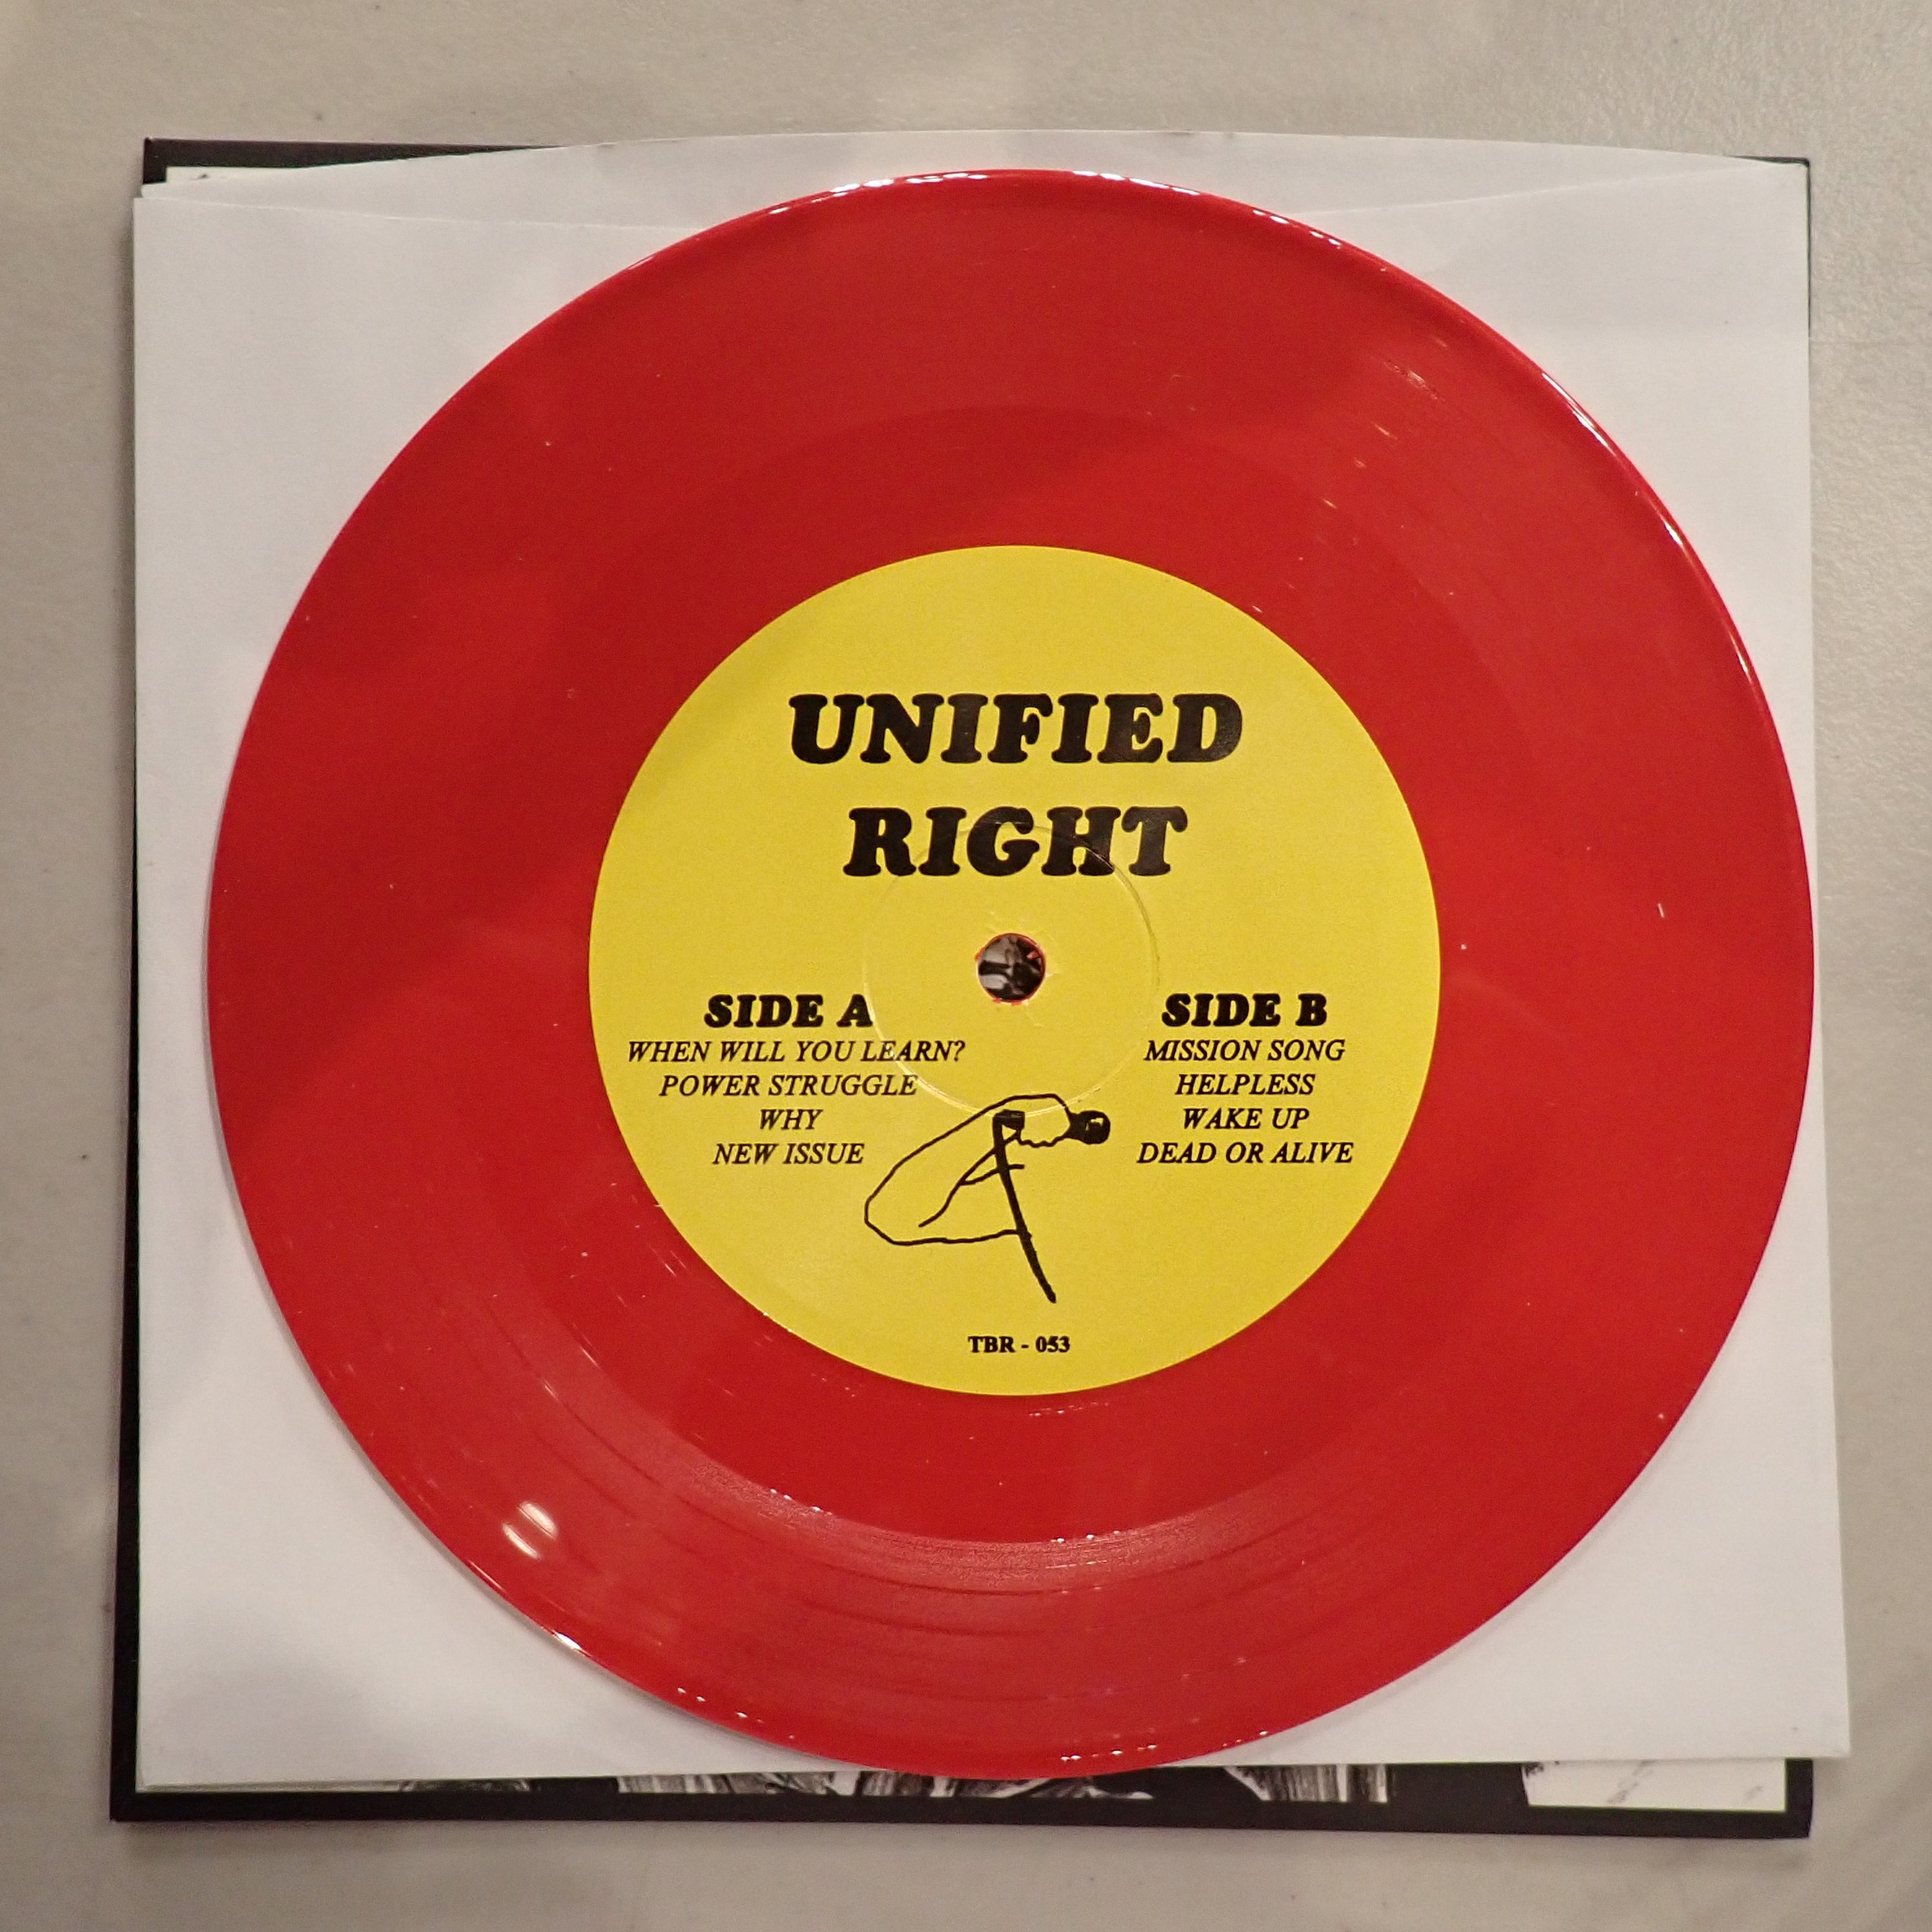 UNIFIED
RIGHT
SIDE A
WHEN WILL YOU LEARN?
POWER STRUGGLE
WHY
NEW ISSUE
SIDE B
MISSION SONG
HELPLESS
WAKE UP
DEAD OR ALIVE
TBR - 053